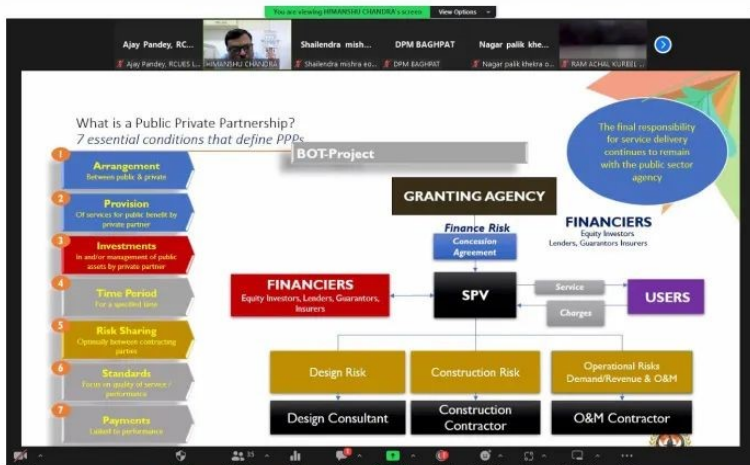 You are viewing HIMANSHU CHANDRA's screen
View Options
Ajay Pandey, RC...
Shailendra mish...
DPM BAGHPAT
Nagar palik khe...
Ajay Pandey, RCUES L...
HIMANSHU CHANDRA
Shailendra mishra eo...
DPM BAGHPAT
Nagar palik khekra o...
RAM ACHAL KUREEL ...
What is a Public Private Partnership?
7 essential conditions that define PPPs
BOT-Project
The final responsibility
for service delivery
continues to remain
with the public sector
agency
1
Arrangement
Between public & private
2
Provision
Of services for public benefit by
private partner
3
Investments
In and/or management of public
assets by private partner
4
Time Period
For a specified time
5
Risk Sharing
Optimally between contracting
parties
6
Standards
Focus on quality of service /
performance
7
Payments
Linked to performance
GRANTING AGENCY
Finance Risk
Concession
Agreement
FINANCIERS
Equity Investors
Lenders, Guarantors Insurers
FINANCIERS
Equity Investors, Lenders, Guarantors,
Insurers
SPV
Service
Charges
USERS
Design Risk
Construction Risk
Operational Risks
Demand/Revenue & O&M
Design Consultant
Construction
Contractor
O&M Contractor
35